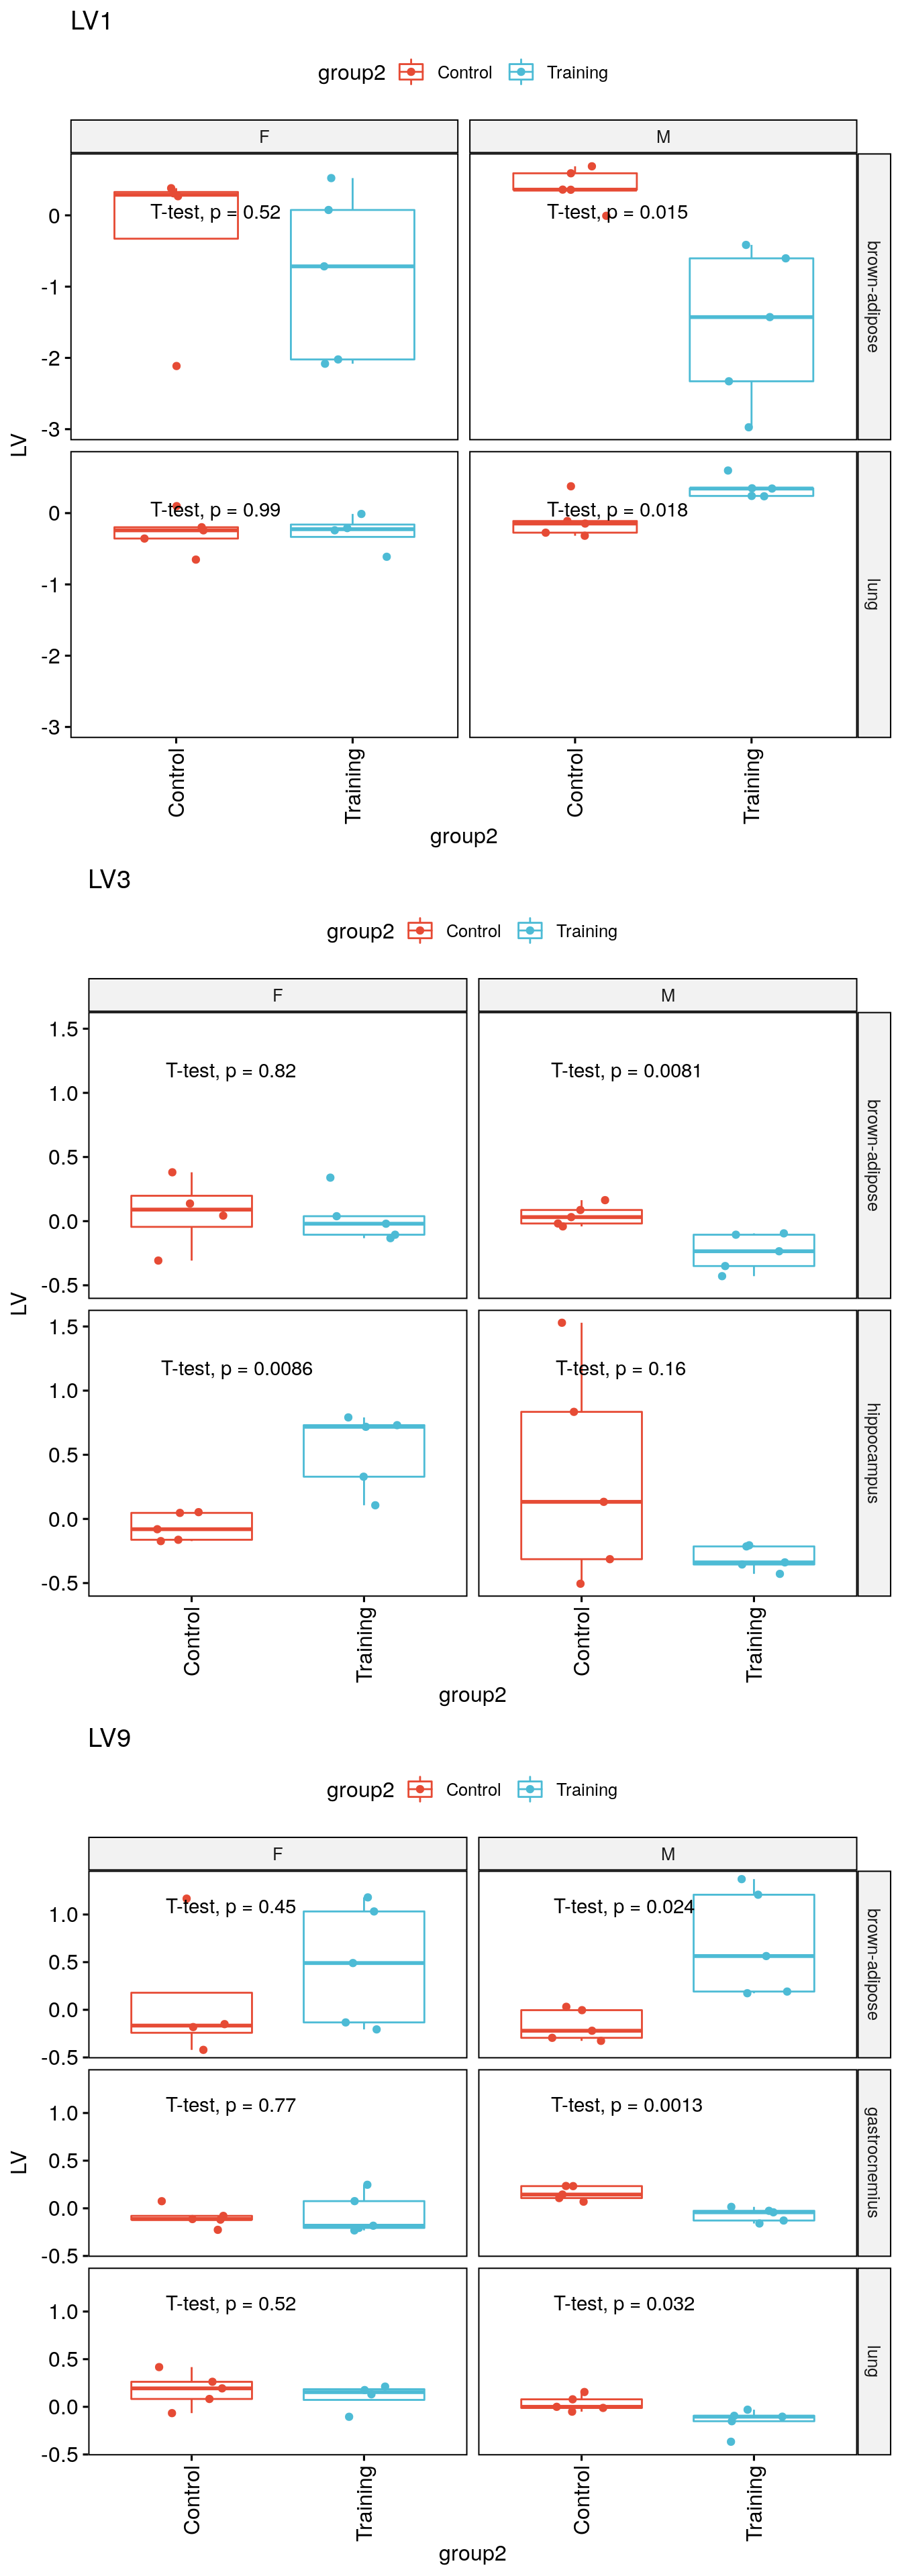 LV1
group2 Control Training
F M
0 T-test, p = 0.52 T-test, p = 0.015
-1
-2
-3
brown-adipose
LV
0 T-test, p = 0.99 T-test, p = 0.018
-1
-2
-3
lung
Control Training Control Training
group2
LV3
group2 Control Training
F M
1.5
T-test, p = 0.82 T-test, p = 0.0081
1.0
0.5
0.0
-0.5
brown-adipose
LV
1.5
T-test, p = 0.0086 T-test, p = 0.16
1.0
0.5
0.0
-0.5
hippocampus
Control Training Control Training
group2
LV9
group2 Control Training
F M
1.0 T-test, p = 0.45 T-test, p = 0.024
0.5
0.0
-0.5
brown-adipose
LV
1.0 T-test, p = 0.77 T-test, p = 0.0013
0.5
0.0
-0.5
gastrocnemius
1.0 T-test, p = 0.52 T-test, p = 0.032
0.5
0.0
-0.5
lung
Control Training Control Training
group2